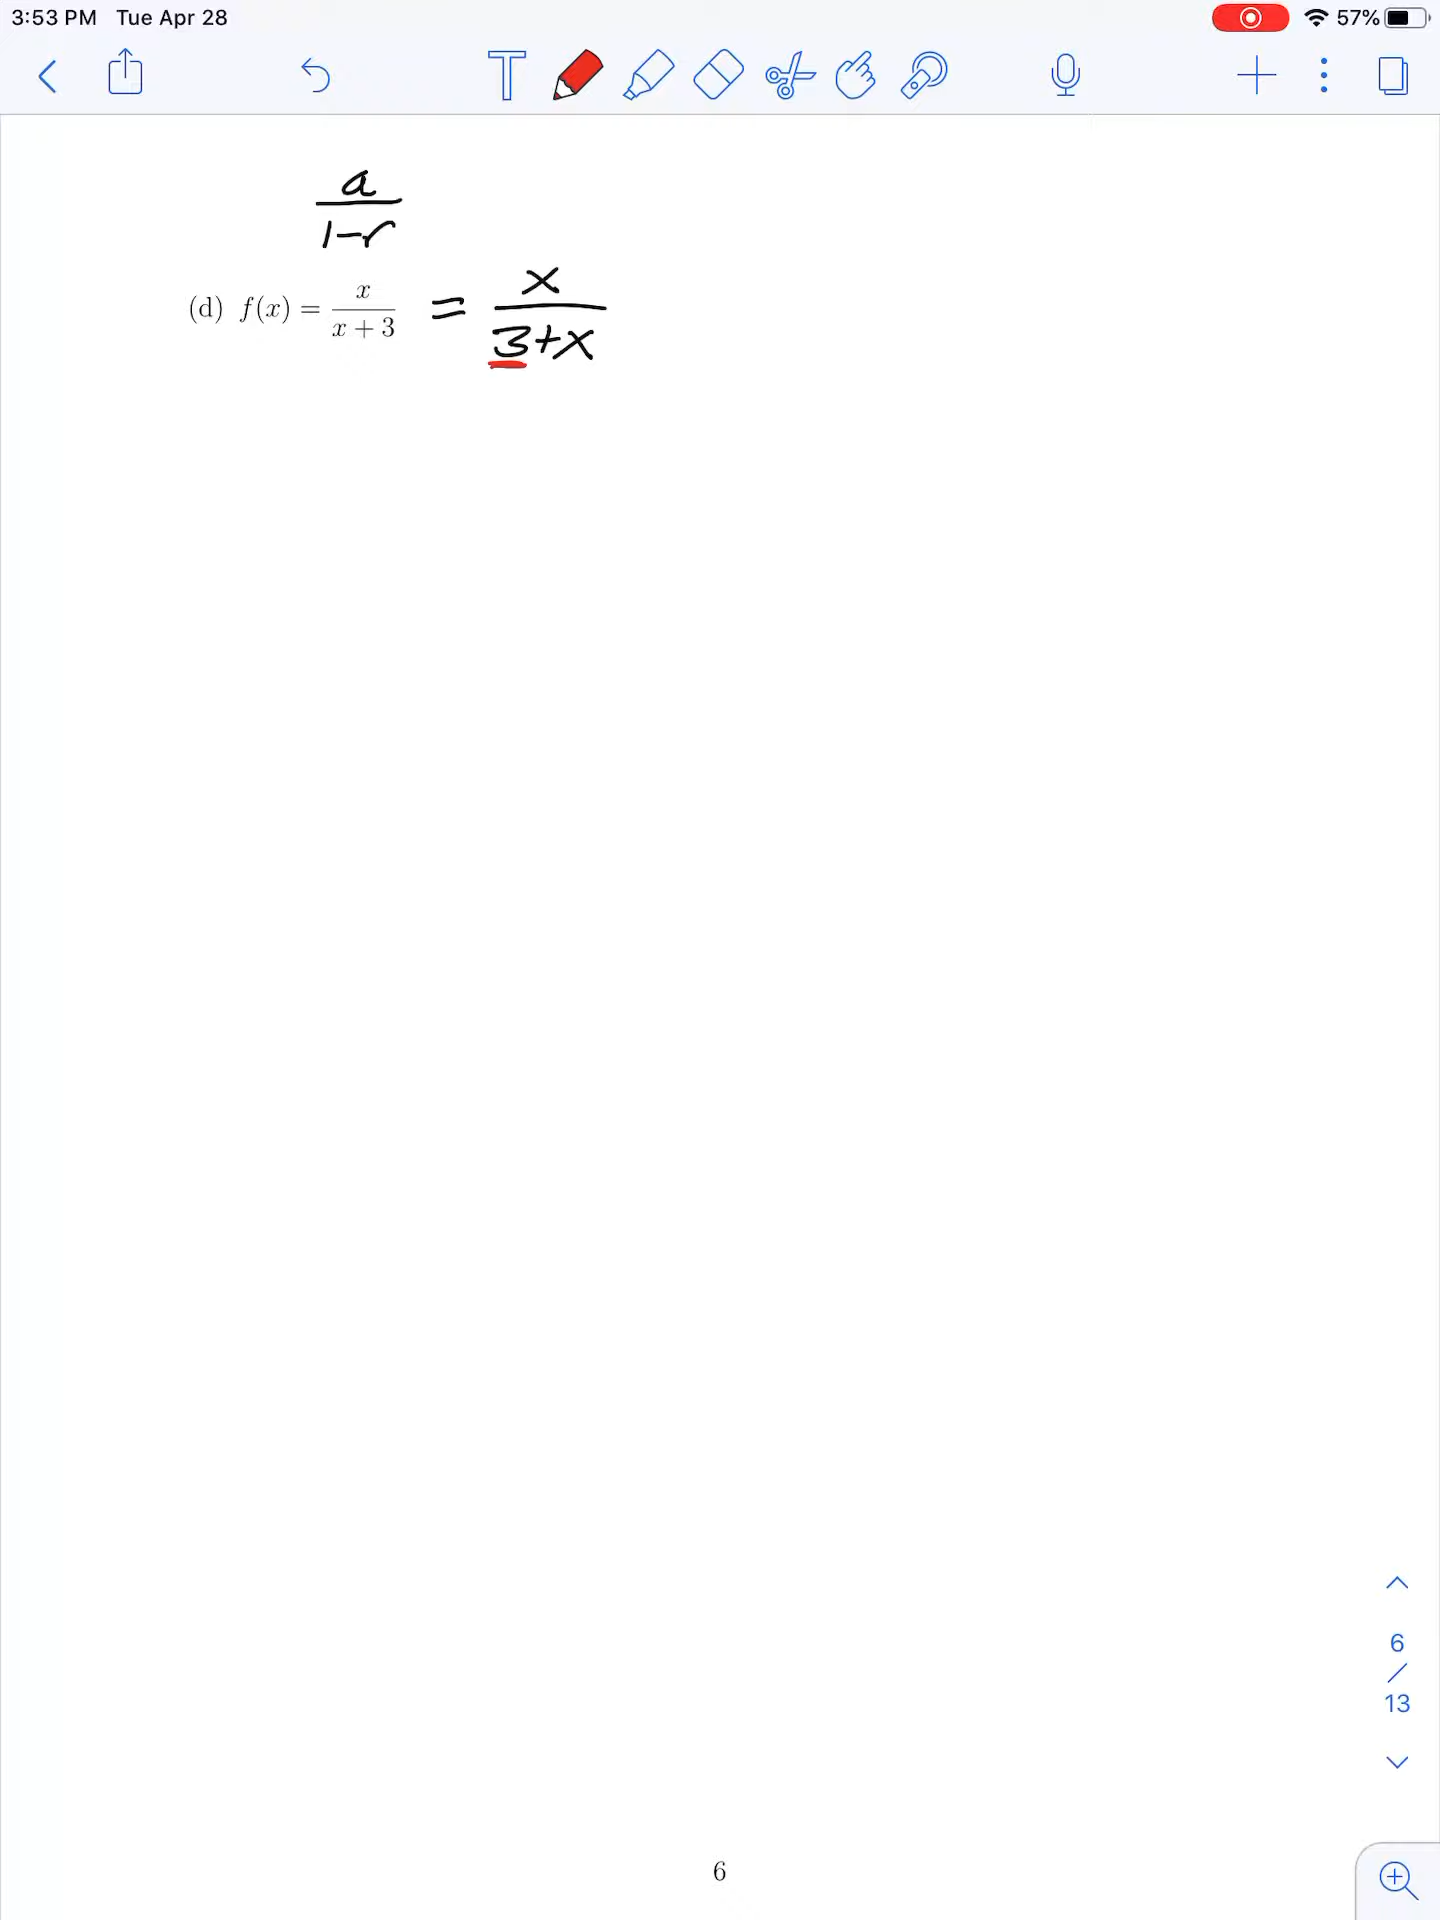 3:53 PM Tue Apr 28 57%
a
1-r
(d) f(x) = x / (x + 3) = x / (3+x)
6
/
13
6